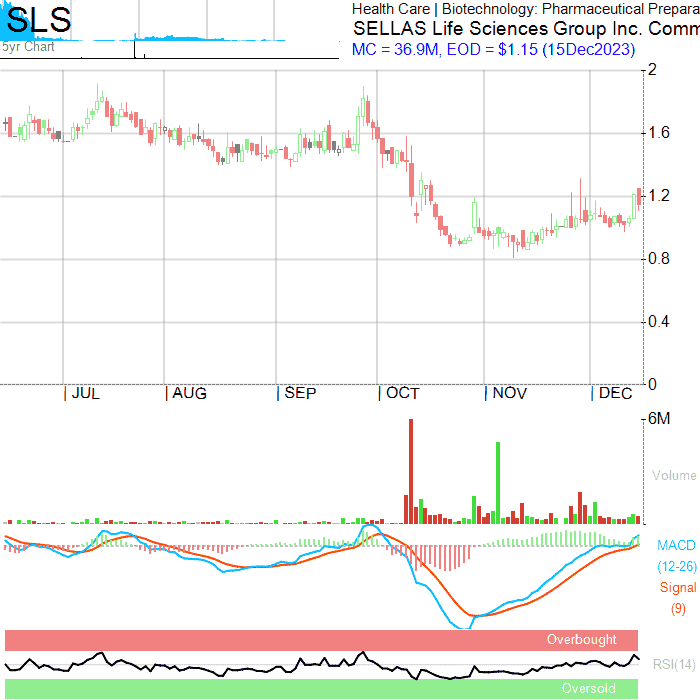 SLS
5yr Chart
Health Care | Biotechnology: Pharmaceutical Prepara
SELLAS Life Sciences Group Inc. Comm
MC = 36.9M, EOD = $1.15 (15Dec2023)
2
1.6
1.2
0.8
0.4
0
JUL AUG SEP OCT NOV DEC
6M
Volume
MACD
(12-26)
Signal
(9)
Overbought
RSI(14)
Oversold